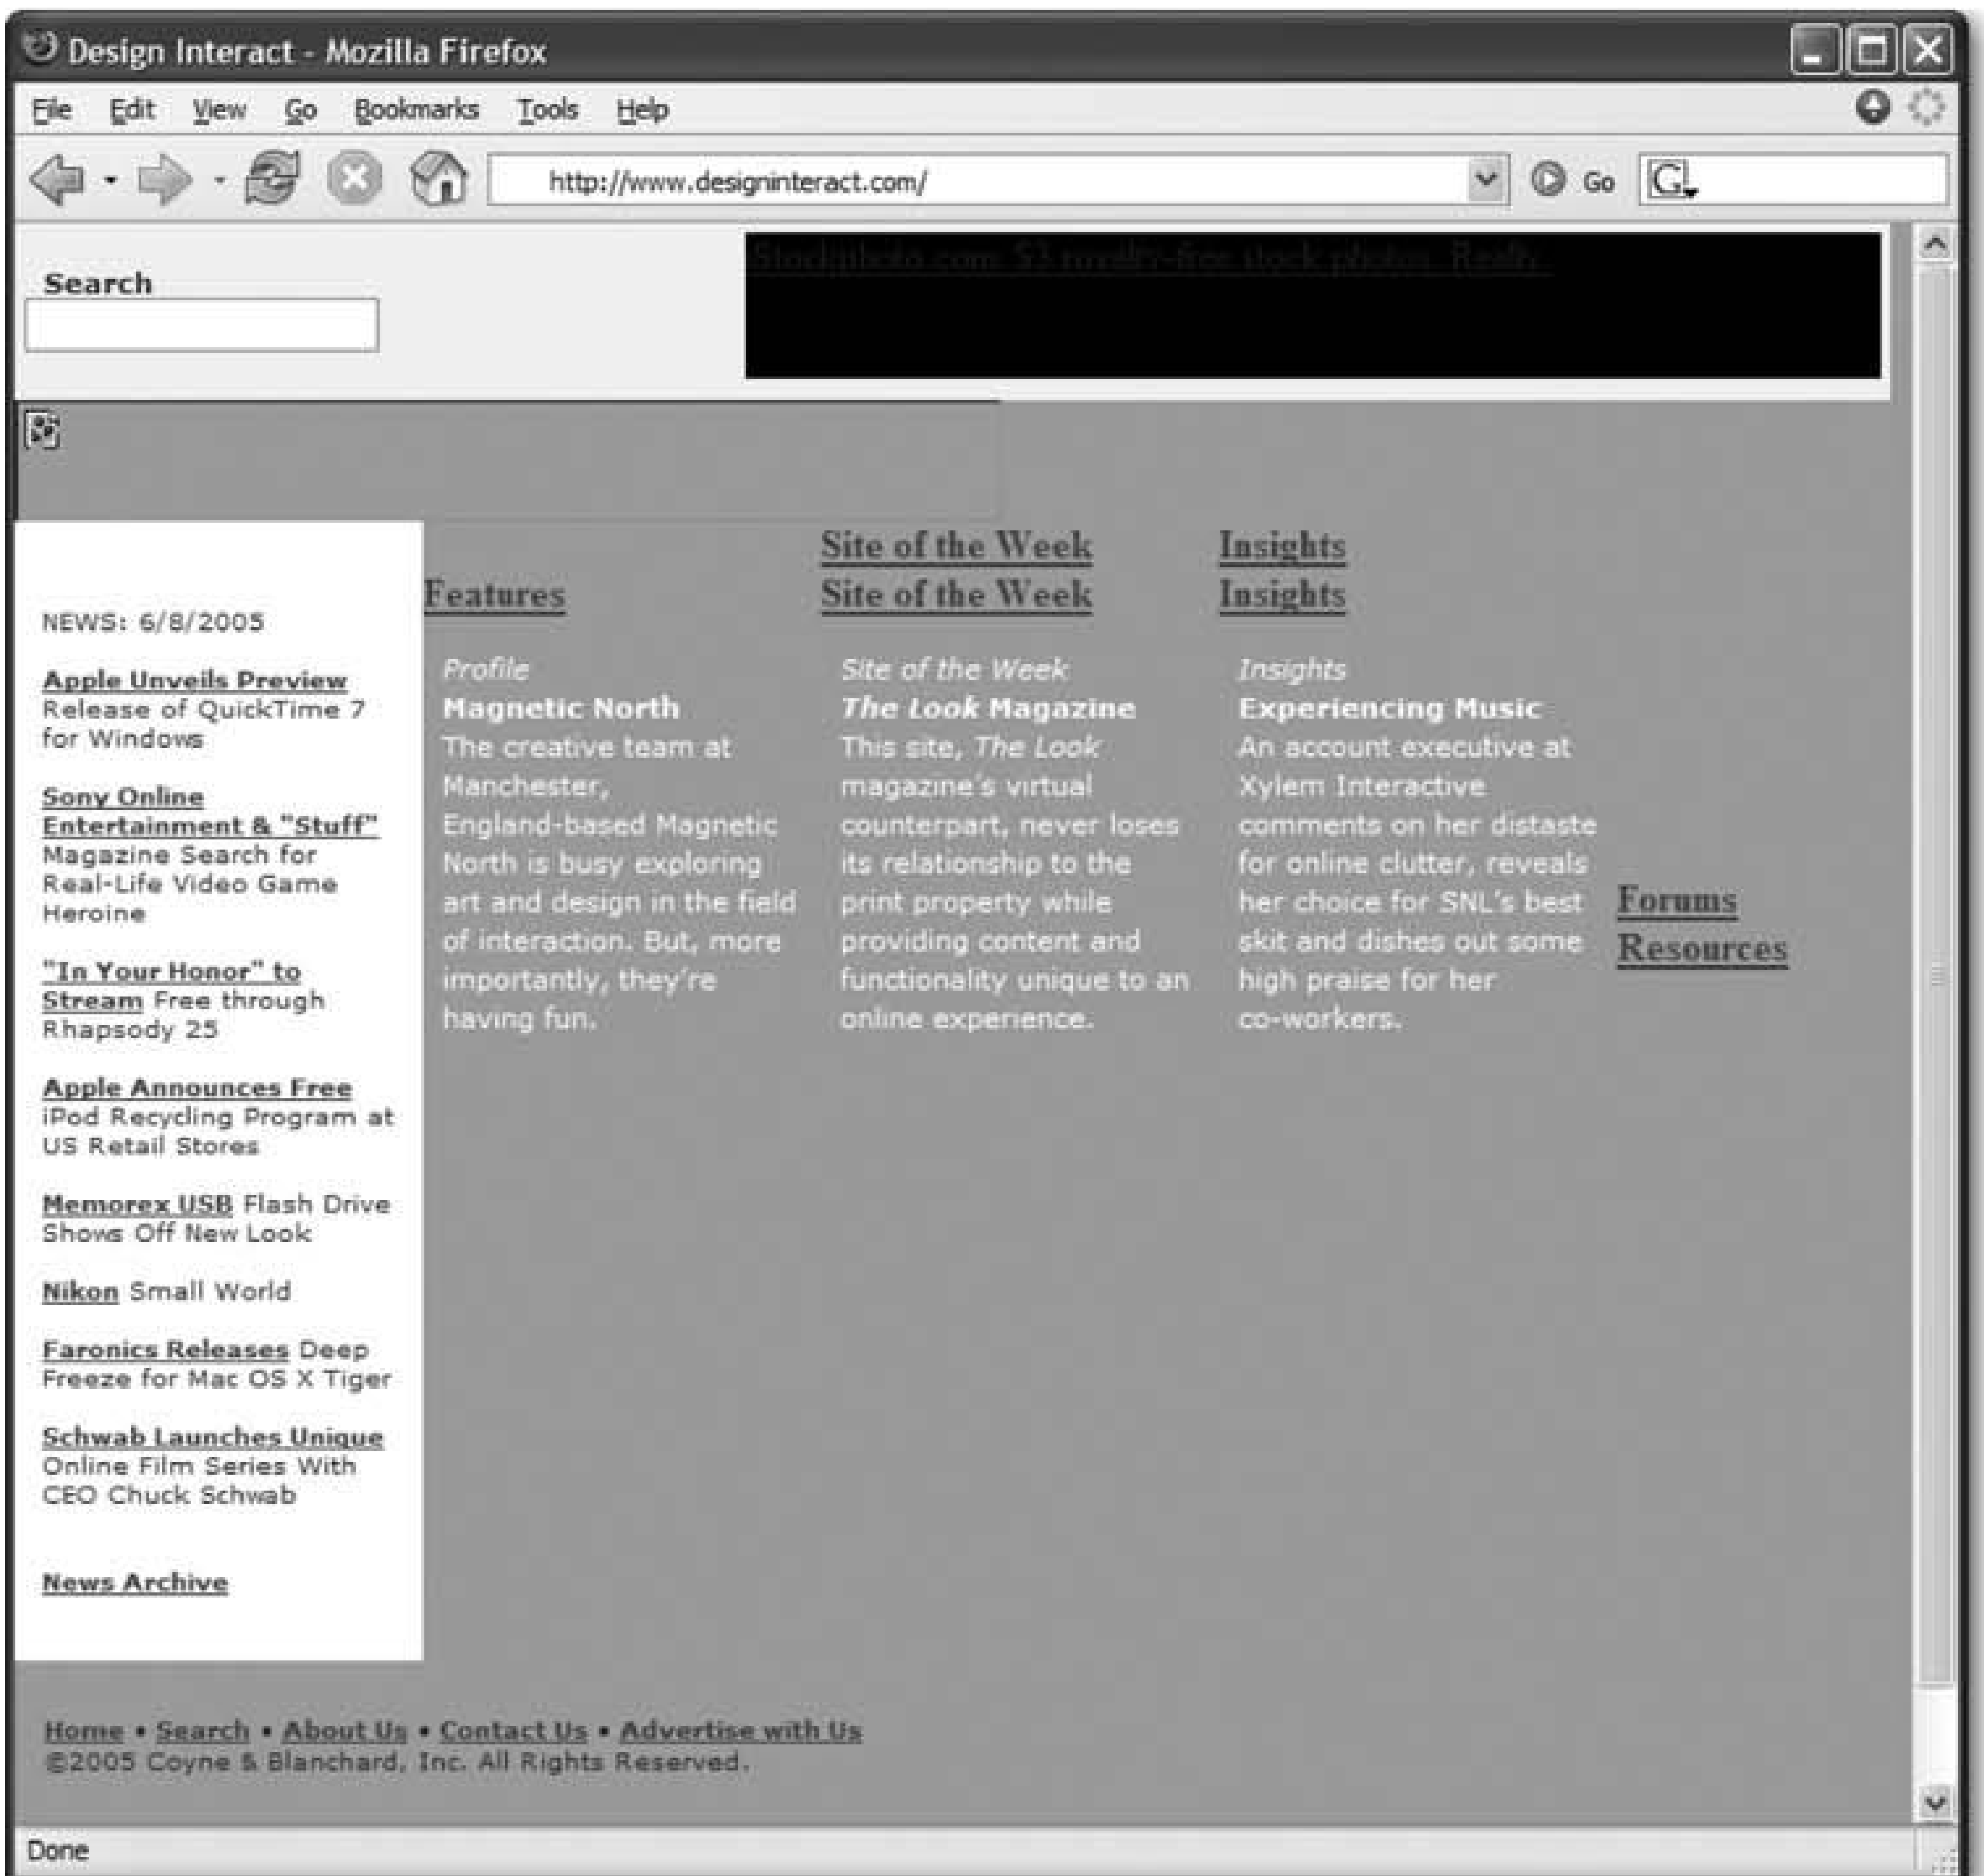 Design Interact - Mozilla Firefox
File Edit View Go Bookmarks Tools Help
http://www.designinteract.com/ Go G
Stockphoto.com: $3 royalty-free stock photos. Really.
Search
Site of the Week Insights
Features Site of the Week Insights
NEWS: 6/8/2005
Apple Unveils Preview
Release of QuickTime 7
for Windows
Sony Online
Entertainment & "Stuff"
Magazine Search for
Real-Life Video Game
Heroine
"In Your Honor" to
Stream Free through
Rhapsody 25
Apple Announces Free
iPod Recycling Program at
US Retail Stores
Memorex USB Flash Drive
Shows Off New Look
Nikon Small World
Faronics Releases Deep
Freeze for Mac OS X Tiger
Schwab Launches Unique
Online Film Series With
CEO Chuck Schwab
News Archive
Profile
Magnetic North
The creative team at
Manchester,
England-based Magnetic
North is busy exploring
art and design in the field
of interaction. But, more
importantly, they're
having fun.
Site of the Week
The Look Magazine
This site, The Look
magazine's virtual
counterpart, never loses
its relationship to the
print property while
providing content and
functionality unique to an
online experience.
Insights
Experiencing Music
An account executive at
Xylem Interactive
comments on her distaste
for online clutter, reveals
her choice for SNL's best
skit and dishes out some
high praise for her
co-workers.
Forums
Resources
Home • Search • About Us • Contact Us • Advertise with Us
©2005 Coyne & Blanchard, Inc. All Rights Reserved.
Done